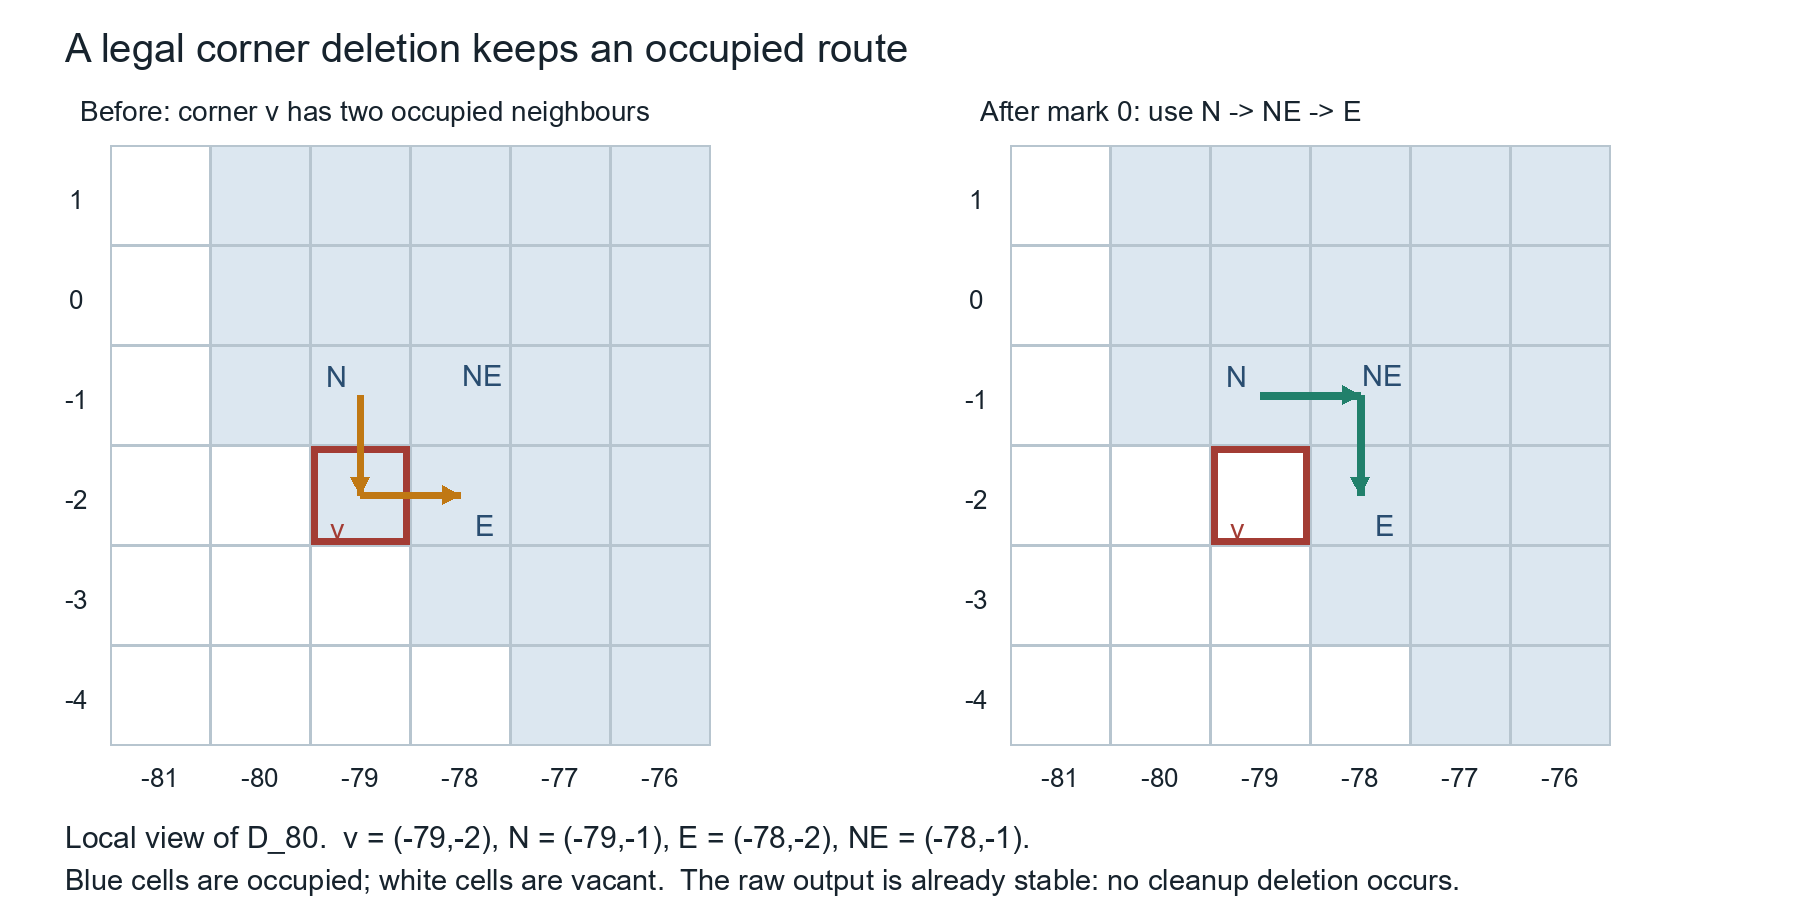 A legal corner deletion keeps an occupied route
Before: corner v has two occupied neighbours
After mark 0: use N -> NE -> E
1
0
N NE
-1
-2
v E
-3
-4
-81 -80 -79 -78 -77 -76
1
0
N NE
-1
-2
v E
-3
-4
-81 -80 -79 -78 -77 -76
Local view of D_80. v = (-79,-2), N = (-79,-1), E = (-78,-2), NE = (-78,-1).
Blue cells are occupied; white cells are vacant. The raw output is already stable: no cleanup deletion occurs.